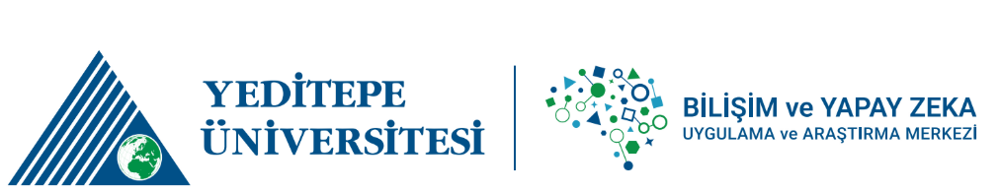 YEDİTEPE
ÜNİVERSİTESİ
BİLİŞİM ve YAPAY ZEKA
UYGULAMA ve ARAŞTIRMA MERKEZİ